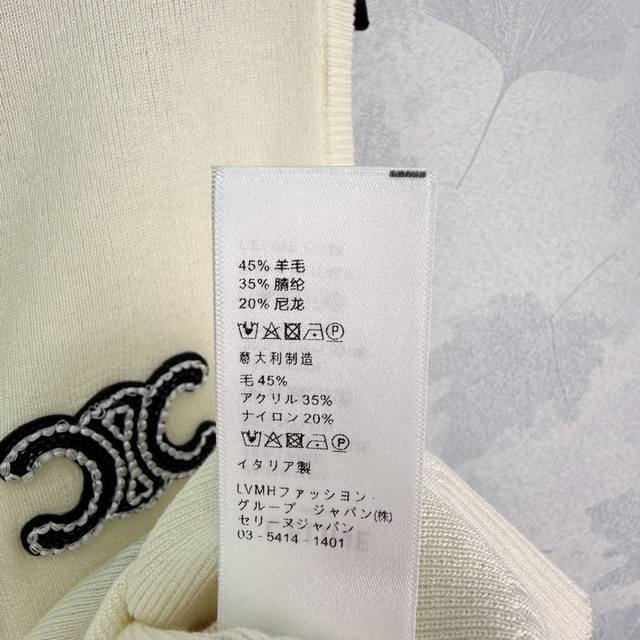 45% 羊毛
35% 腈纶
20% 尼龙
意大利制造
毛 45%
アクリル 35%
ナイロン 20%
イタリア製
LVMHファッション・
グループ ジャパン(株)
セリーヌジャパン
03 - 5414 - 1401